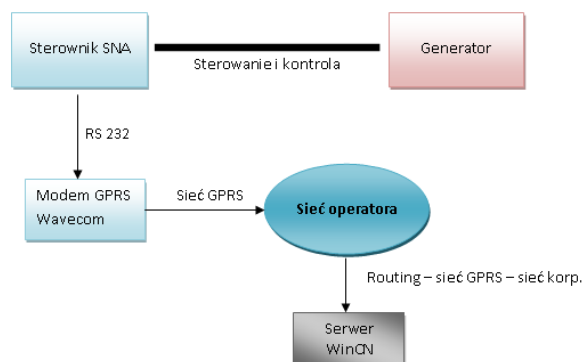 Sterownik SNA
Generator
Sterowanie i kontrola
RS 232
Modem GPRS
Wavecom
Sieć GPRS
Sieć operatora
Routing – sieć GPRS – sieć korp.
Serwer
WinCN